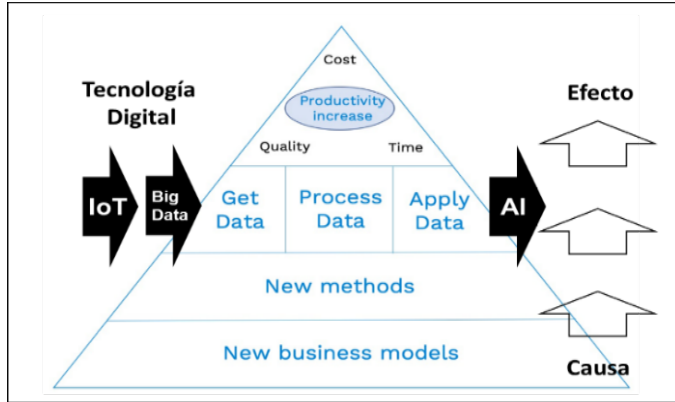 Cost
Tecnología
Digital
Efecto
Productivity
increase
Quality
Time
IoT
Big
Data
Get
Data
Process
Data
Apply
Data
AI
New methods
New business models
Causa